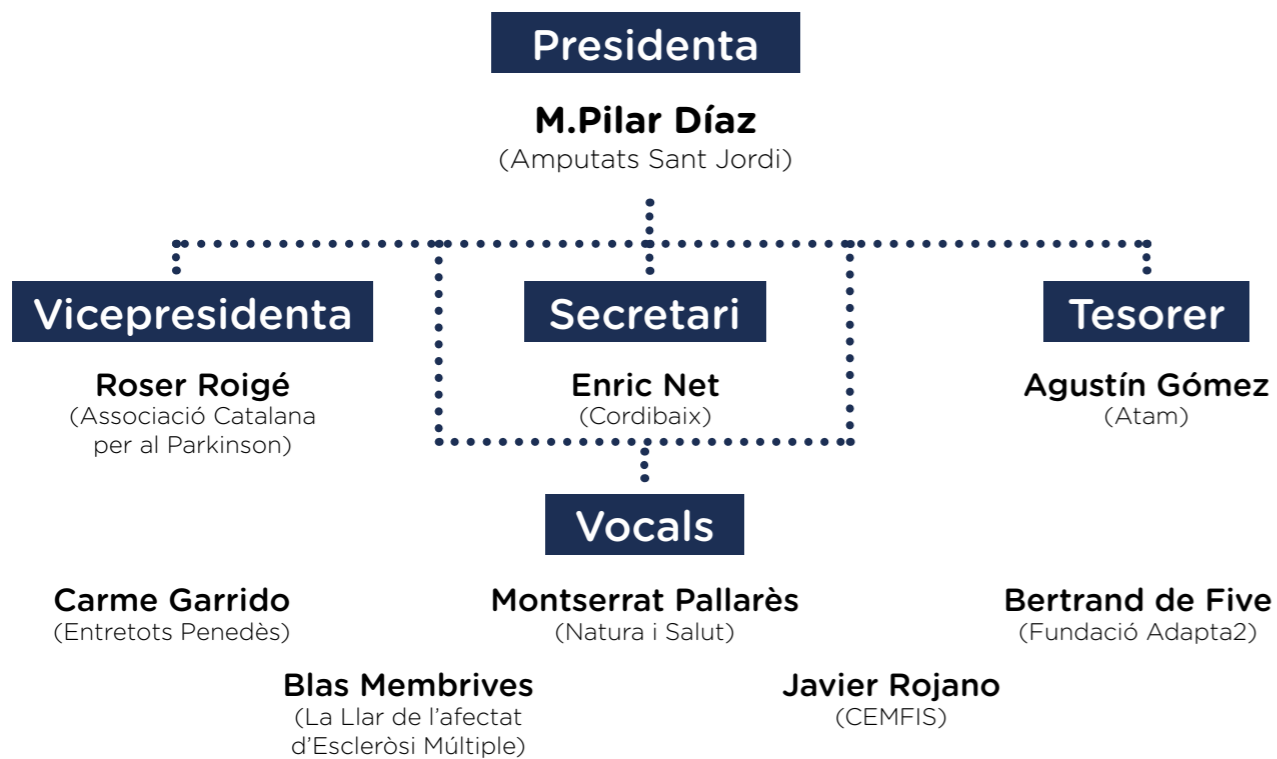 Presidenta
M.Pilar Díaz
(Amputats Sant Jordi)
Vicepresidenta
Roser Roigé
(Associació Catalana
per al Parkinson)
Secretari
Enric Net
(Cordibaix)
Tesorer
Agustín Gómez
(Atam)
Vocals
Carme Garrido
(Entretots Penedès)
Montserrat Pallarès
(Natura i Salut)
Bertrand de Five
(Fundació Adapta2)
Blas Membrives
(La Llar de l’afectat
d’Escleròsi Múltiple)
Javier Rojano
(CEMFIS)